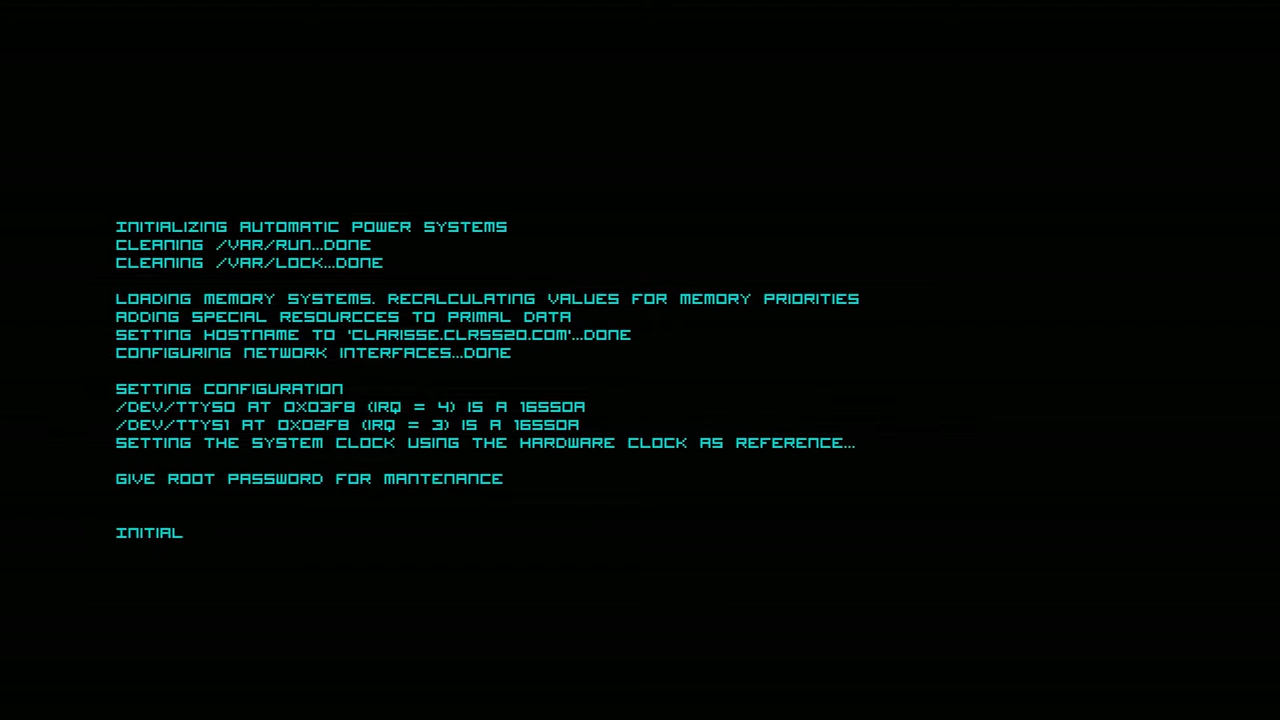 INITIALIZING AUTOMATIC POWER SYSTEMS
CLEANING /VAR/RUN...DONE
CLEANING /VAR/LOCK...DONE
LOADING MEMORY SYSTEMS. RECALCULATING VALUES FOR MEMORY PRIORITIES
ADDING SPECIAL RESOURCCES TO PRIMAL DATA
SETTING HOSTNAME TO 'CLARISSE.CLRSS20.COM'...DONE
CONFIGURING NETWORK INTERFACES...DONE
SETTING CONFIGURATION
/DEV/TTYS0 AT 0X03F8 (IRQ = 4) IS A 16550A
/DEV/TTYS1 AT 0X02F8 (IRQ = 3) IS A 16550A
SETTING THE SYSTEM CLOCK USING THE HARDWARE CLOCK AS REFERENCE...
GIVE ROOT PASSWORD FOR MANTENANCE
INITIAL